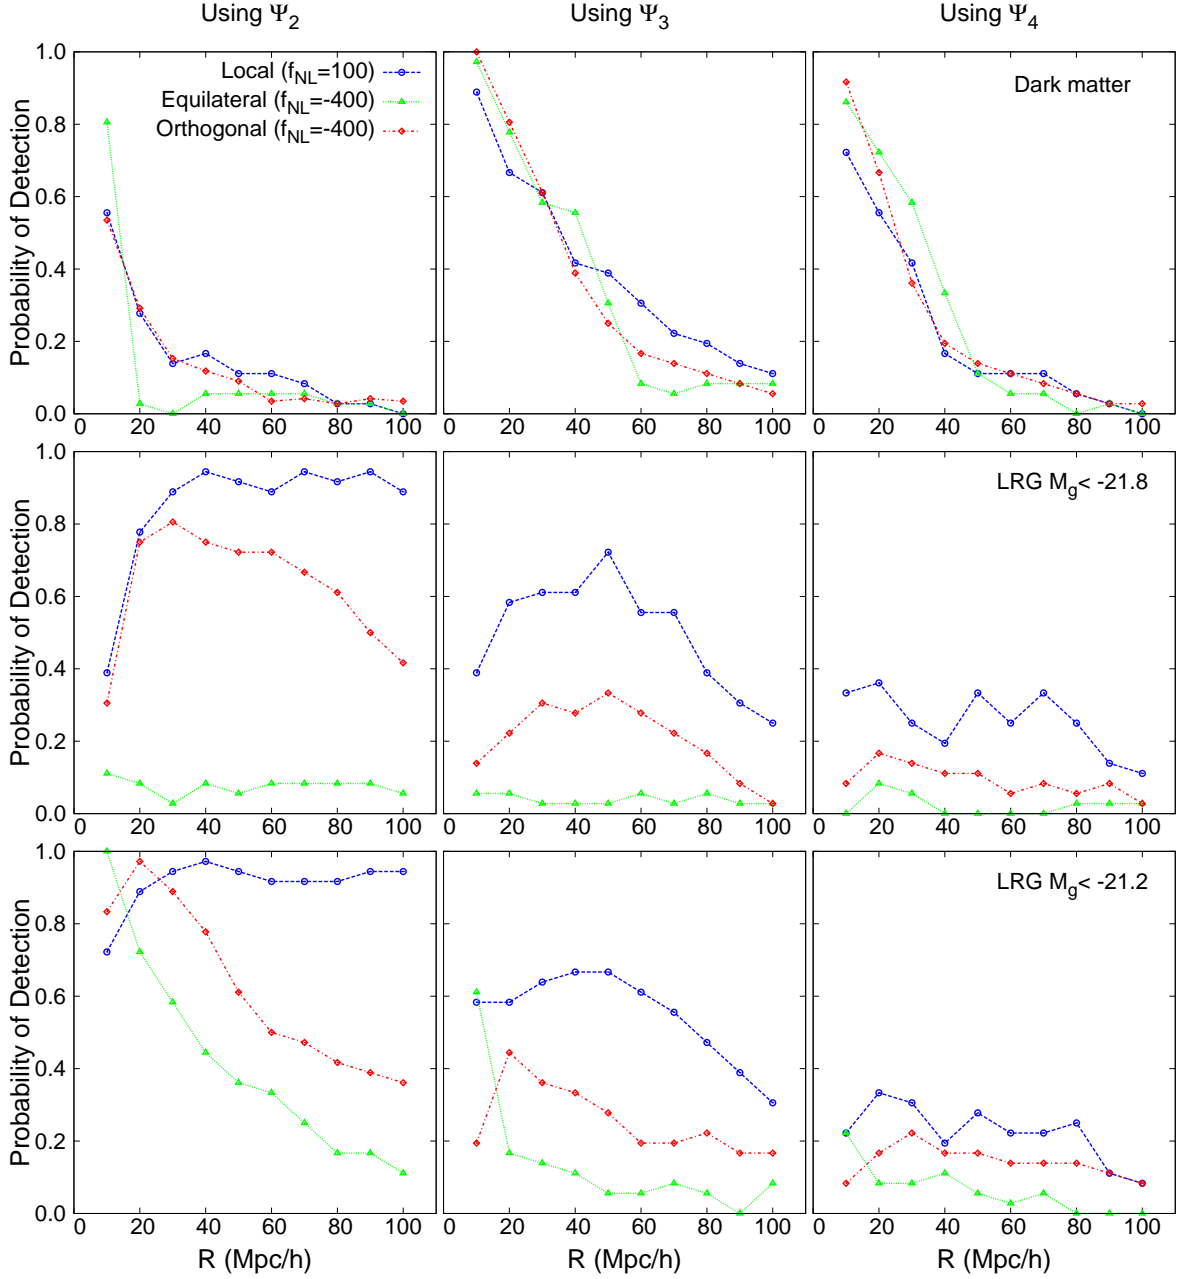 Using Ψ2 Using Ψ3 Using Ψ4
Local (fNL=100)
Equilateral (fNL=-400)
Orthogonal (fNL=-400)
Dark matter
Probability of Detection
1.0
0.8
0.6
0.4
0.2
0.0
0 20 40 60 80 100
0 20 40 60 80 100
0 20 40 60 80 100
LRG Mg< -21.8
Probability of Detection
1.0
0.8
0.6
0.4
0.2
0.0
0 20 40 60 80 100
0 20 40 60 80 100
0 20 40 60 80 100
LRG Mg< -21.2
Probability of Detection
1.0
0.8
0.6
0.4
0.2
0.0
0 20 40 60 80 100
0 20 40 60 80 100
0 20 40 60 80 100
R (Mpc/h) R (Mpc/h) R (Mpc/h)